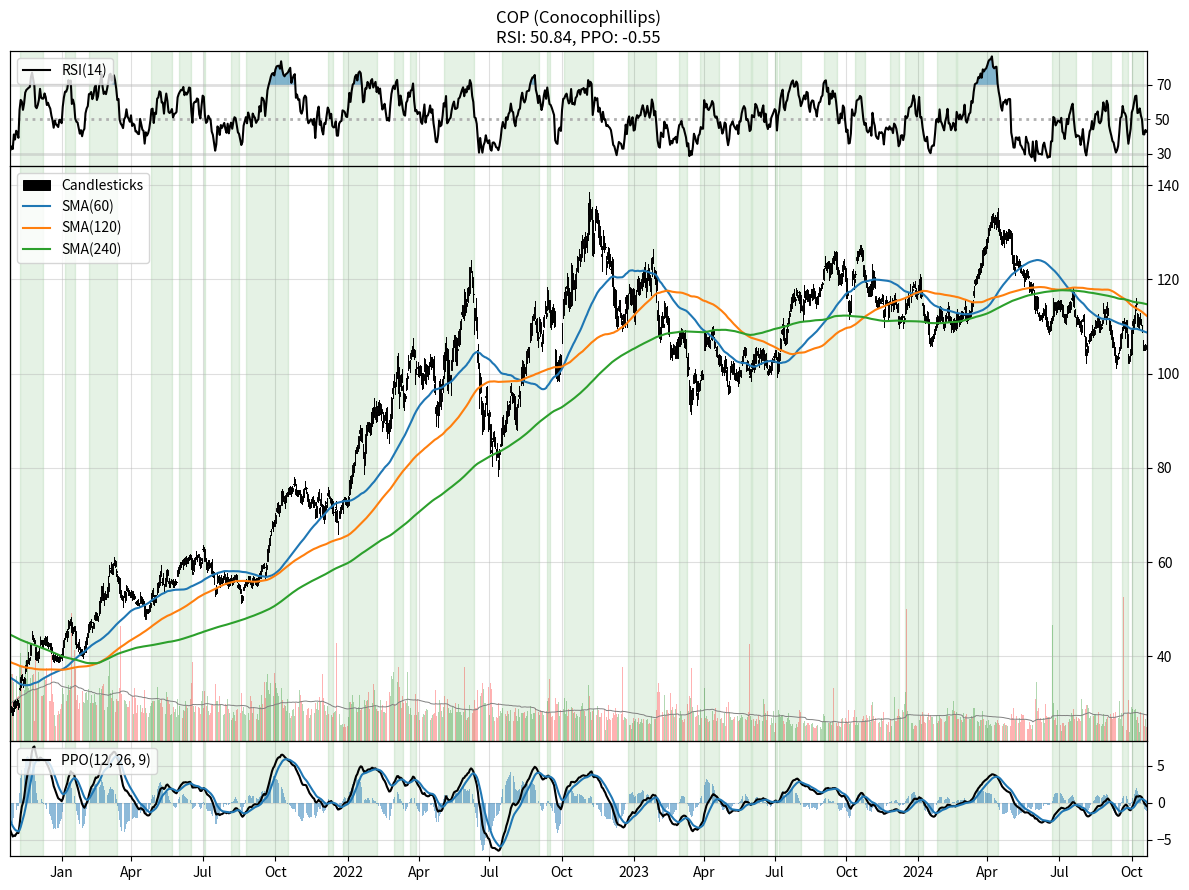 COP (Conocophillips)
RSI: 50.84, PPO: -0.55
RSI(14)
70
50
30
Candlesticks
SMA(60)
SMA(120)
SMA(240)
140
120
100
80
60
40
PPO(12, 26, 9)
5
0
−5
Jan Apr Jul Oct 2022 Apr Jul Oct 2023 Apr Jul Oct 2024 Apr Jul Oct